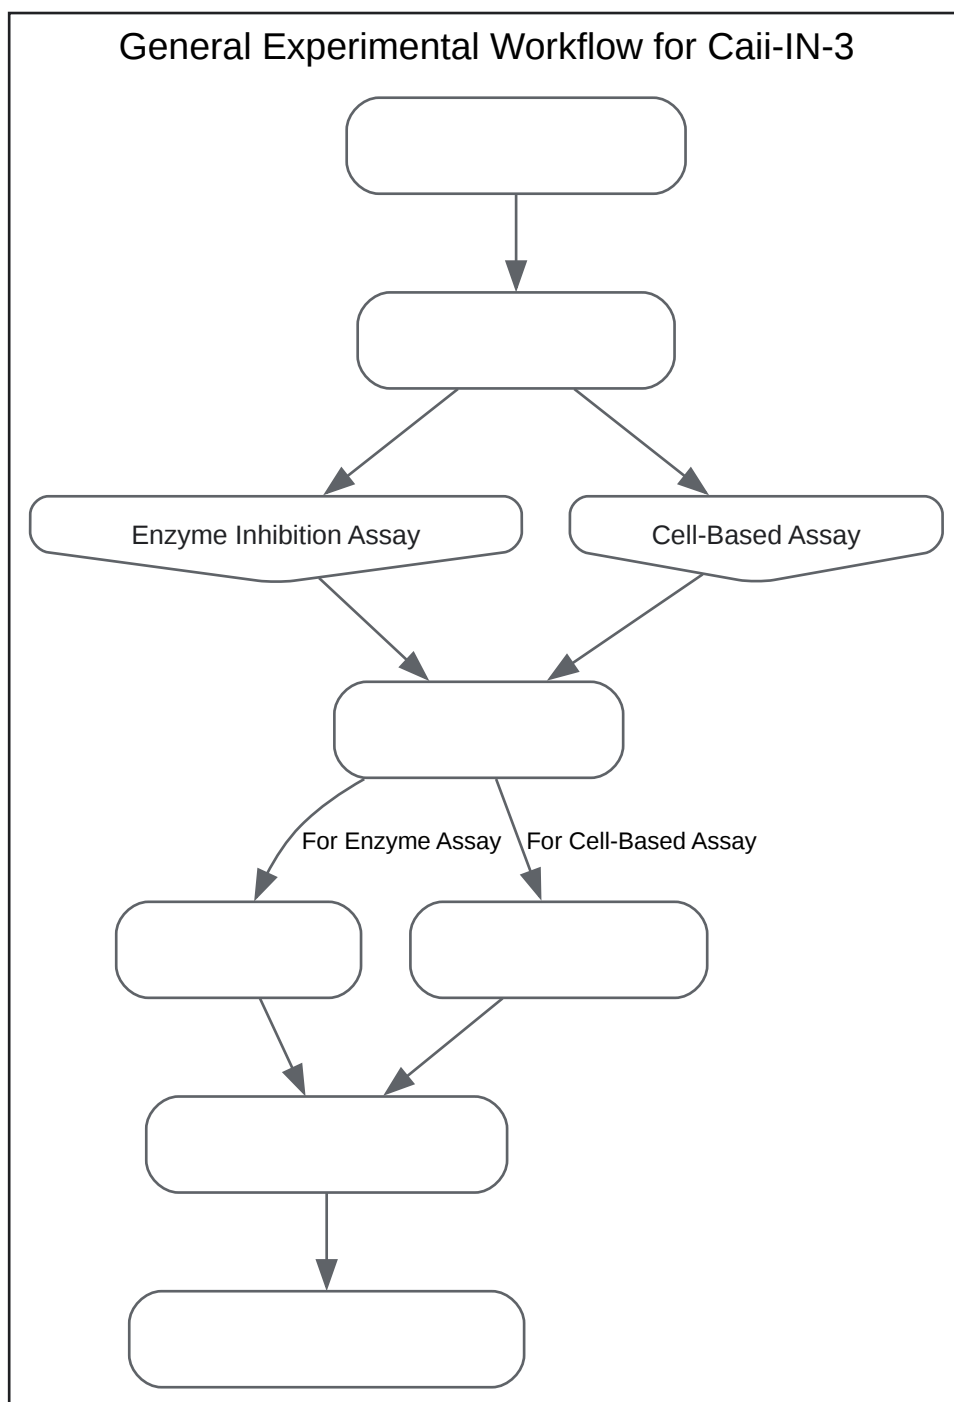 General Experimental Workflow for Caii-IN-3
Enzyme Inhibition Assay
Cell-Based Assay
For Enzyme Assay
For Cell-Based Assay